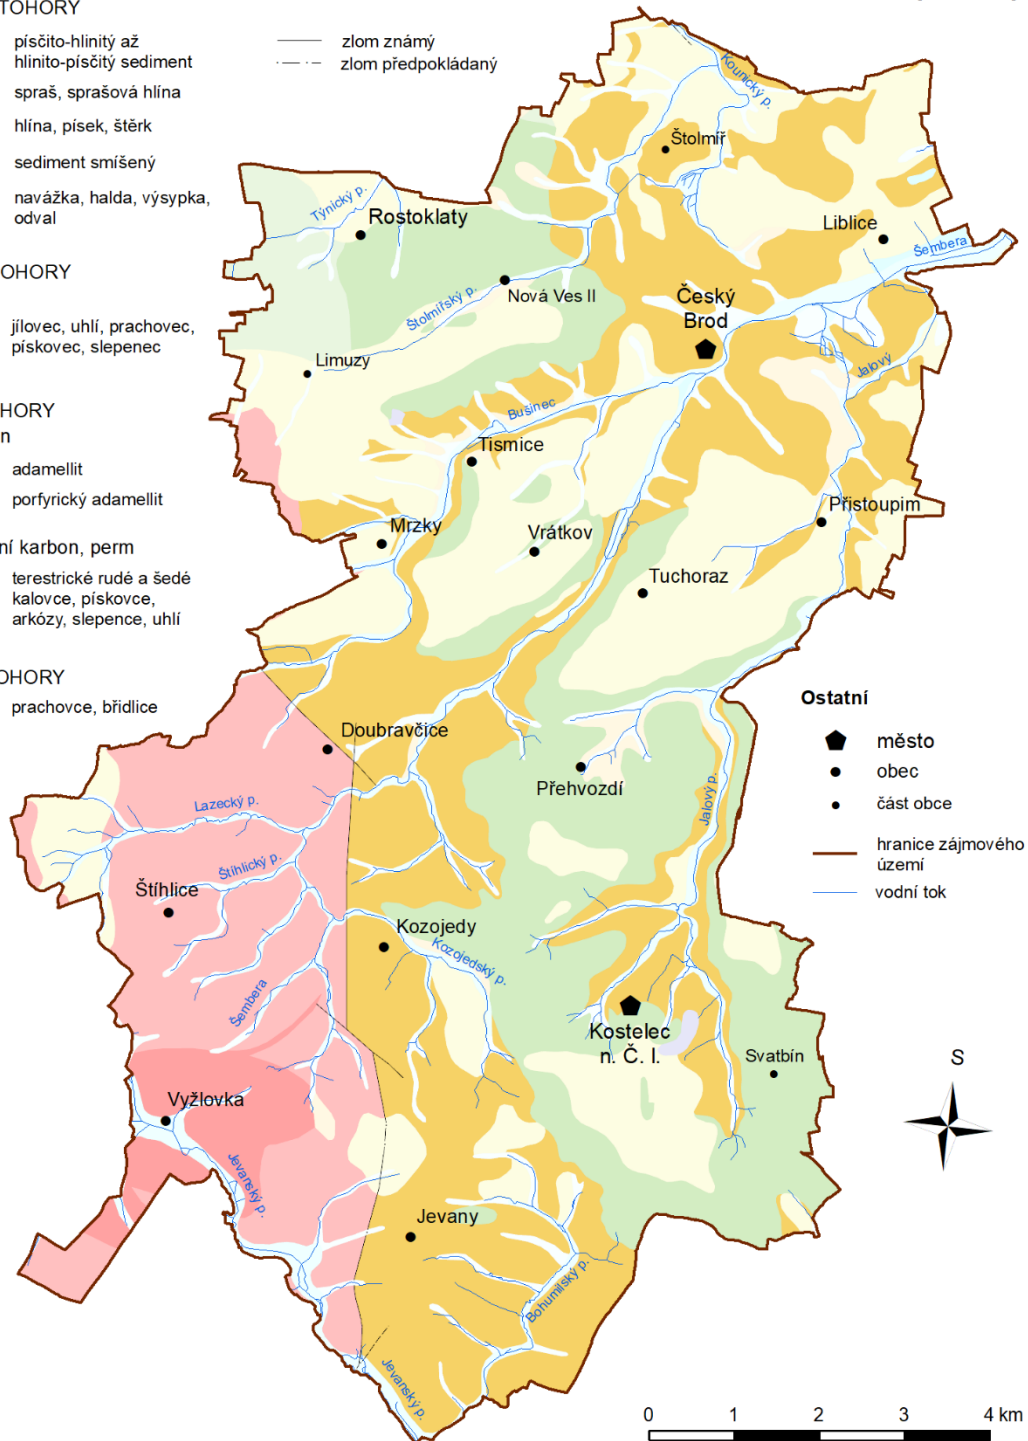 TOHORY
písčito-hlinitý až
hlinito-písčitý sediment
spraš, sprašová hlína
hlína, písek, štěrk
sediment smíšený
navážka, halda, výsypka,
odval
OHORY
jílovec, uhlí, prachovec,
pískovec, slepenec
HORY
n
adamellit
porfyrický adamellit
ní karbon, perm
terestrické rudé a šedé
kalovce, pískovce,
arkózy, slepence, uhlí
OHORY
prachovce, břidlice
zlom známý
zlom předpokládaný
Kounický p.
Štolmíř
Týnický p.
Rostoklaty
Liblice
Šembera
Nová Ves II
Štolmířský p.
Český
Brod
Limuzy
Jalový
Bušinec
Tismice
Mrzky
Vrátkov
Přistoupim
Tuchoraz
Doubravčice
Přehvozdí
Jalový p.
Lazecký p.
Štíhlický p.
Štíhlice
Kozojedy
Kozojedský p.
Šembera
Kostelec
n. Č. l.
Svatbín
Vyžlovka
Jevanský p.
Jevany
Bohumilský p.
Jevanský p.
Ostatní
město
obec
část obce
hranice zájmového
území
vodní tok
S
0 1 2 3 4 km